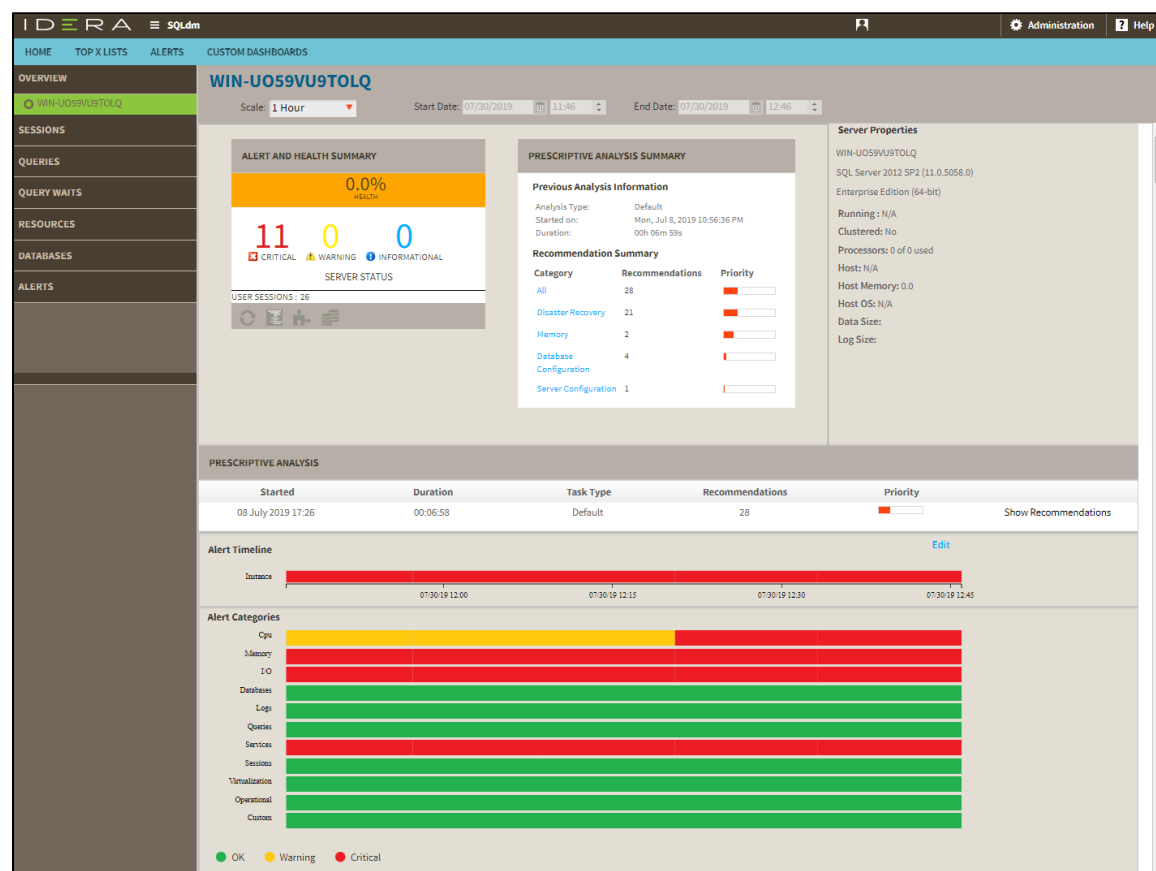 IDERA ≡ SQLdm Administration ? Help
HOME TOP X LISTS ALERTS CUSTOM DASHBOARDS
OVERVIEW
WIN-UO59VU9TOLQ
SESSIONS
QUERIES
QUERY WAITS
RESOURCES
DATABASES
ALERTS
WIN-UO59VU9TOLQ
Scale: 1 Hour Start Date: 07/30/2019 11:46 End Date: 07/30/2019 12:46
ALERT AND HEALTH SUMMARY
0.0%
HEALTH
11 0 0
CRITICAL WARNING INFORMATIONAL
SERVER STATUS
USER SESSIONS : 26
PRESCRIPTIVE ANALYSIS SUMMARY
Previous Analysis Information
Analysis Type: Default
Started on: Mon, Jul 8, 2019 10:56:36 PM
Duration: 00h 06m 59s
Recommendation Summary
Category Recommendations Priority
All 28
Disaster Recovery 21
Memory 2
Database Configuration 4
Server Configuration 1
Server Properties
WIN-UO59VU9TOLQ
SQL Server 2012 SP2 (11.0.5058.0)
Enterprise Edition (64-bit)
Running : N/A
Clustered: No
Processors: 0 of 0 used
Host: N/A
Host Memory: 0.0
Host OS: N/A
Data Size:
Log Size:
PRESCRIPTIVE ANALYSIS
Started Duration Task Type Recommendations Priority
08 July 2019 17:26 00:06:58 Default 28 Show Recommendations
Alert Timeline Edit
Instance
07/30/19 12:00 07/30/19 12:15 07/30/19 12:30 07/30/19 12:45
Alert Categories
Cpu
Memory
I/O
Databases
Logs
Queries
Services
Sessions
Virtualization
Operational
Custom
OK Warning Critical